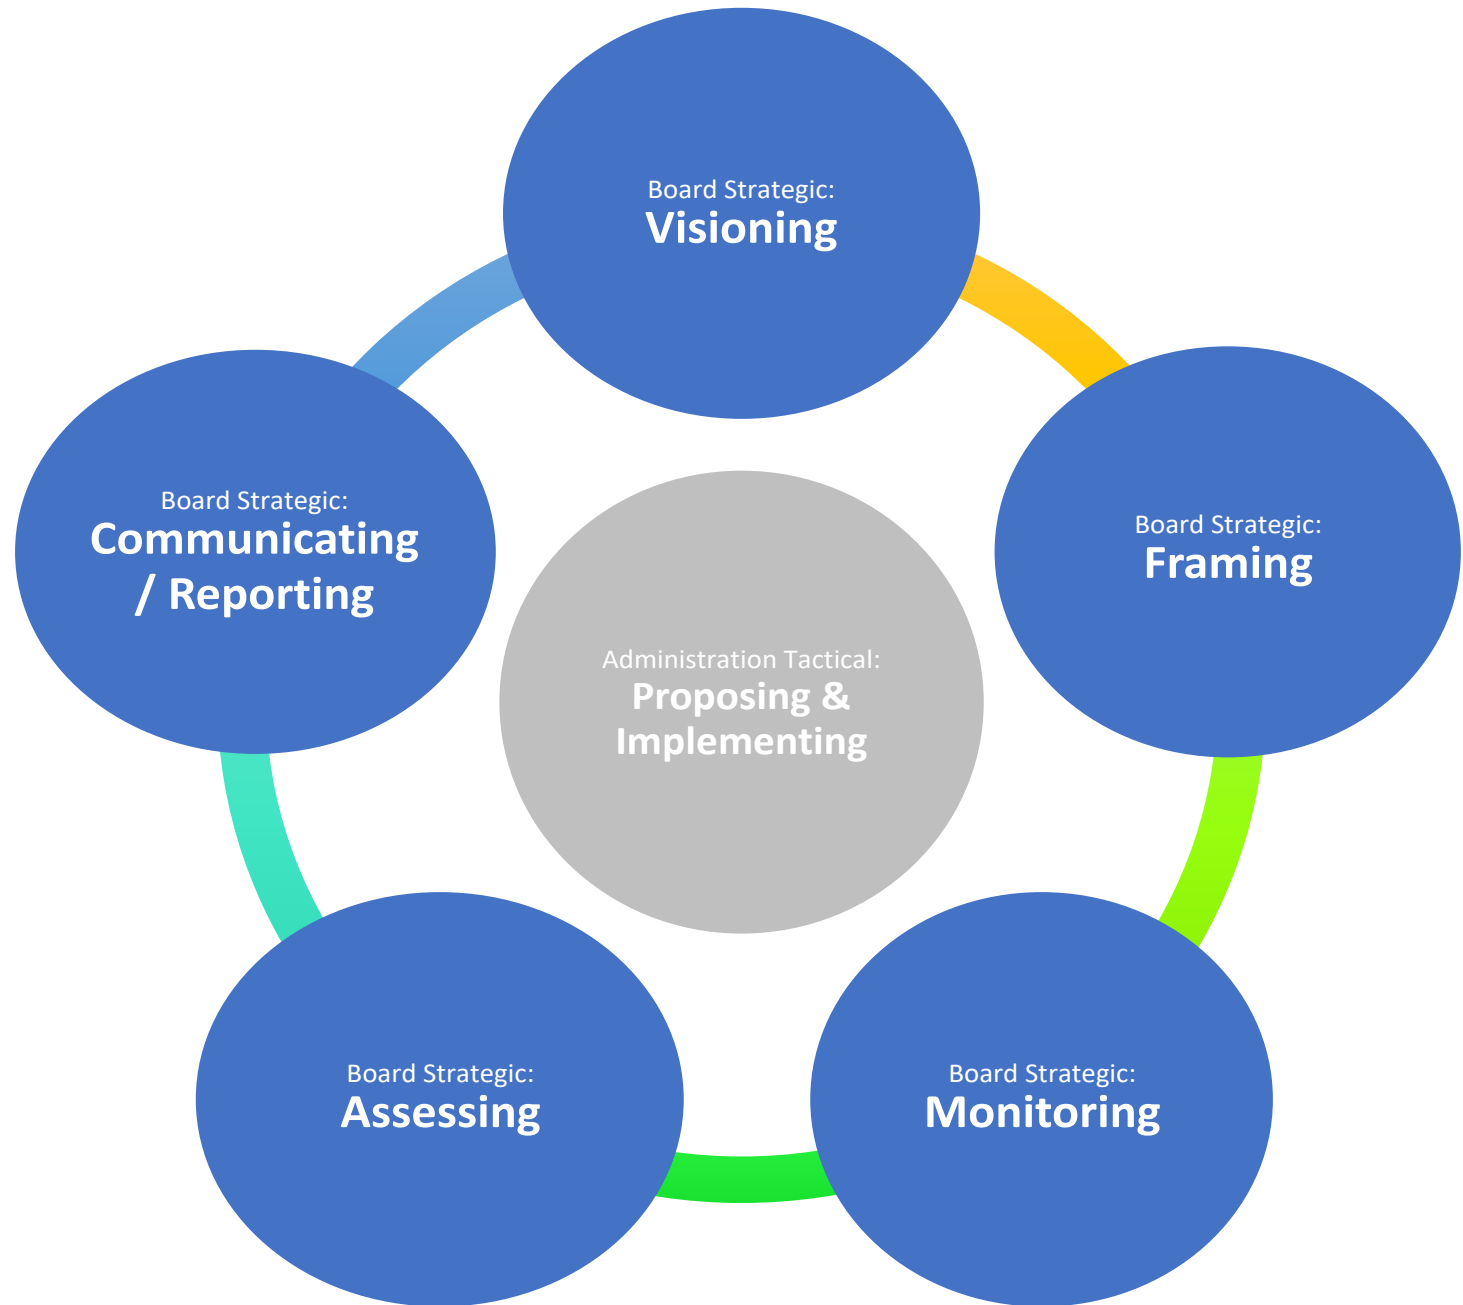 Board Strategic:
Visioning
Board Strategic:
Framing
Board Strategic:
Monitoring
Board Strategic:
Assessing
Board Strategic:
Communicating
/ Reporting
Administration Tactical:
Proposing &
Implementing